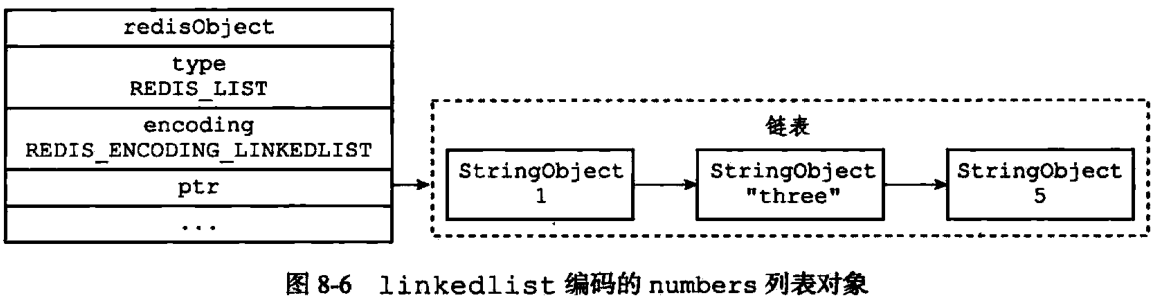 redisObject
type
REDIS_LIST
encoding
REDIS_ENCODING_LINKEDLIST
ptr
...
链表
StringObject
1
StringObject
"three"
StringObject
5
图 8-6 linkedlist 编码的 numbers 列表对象